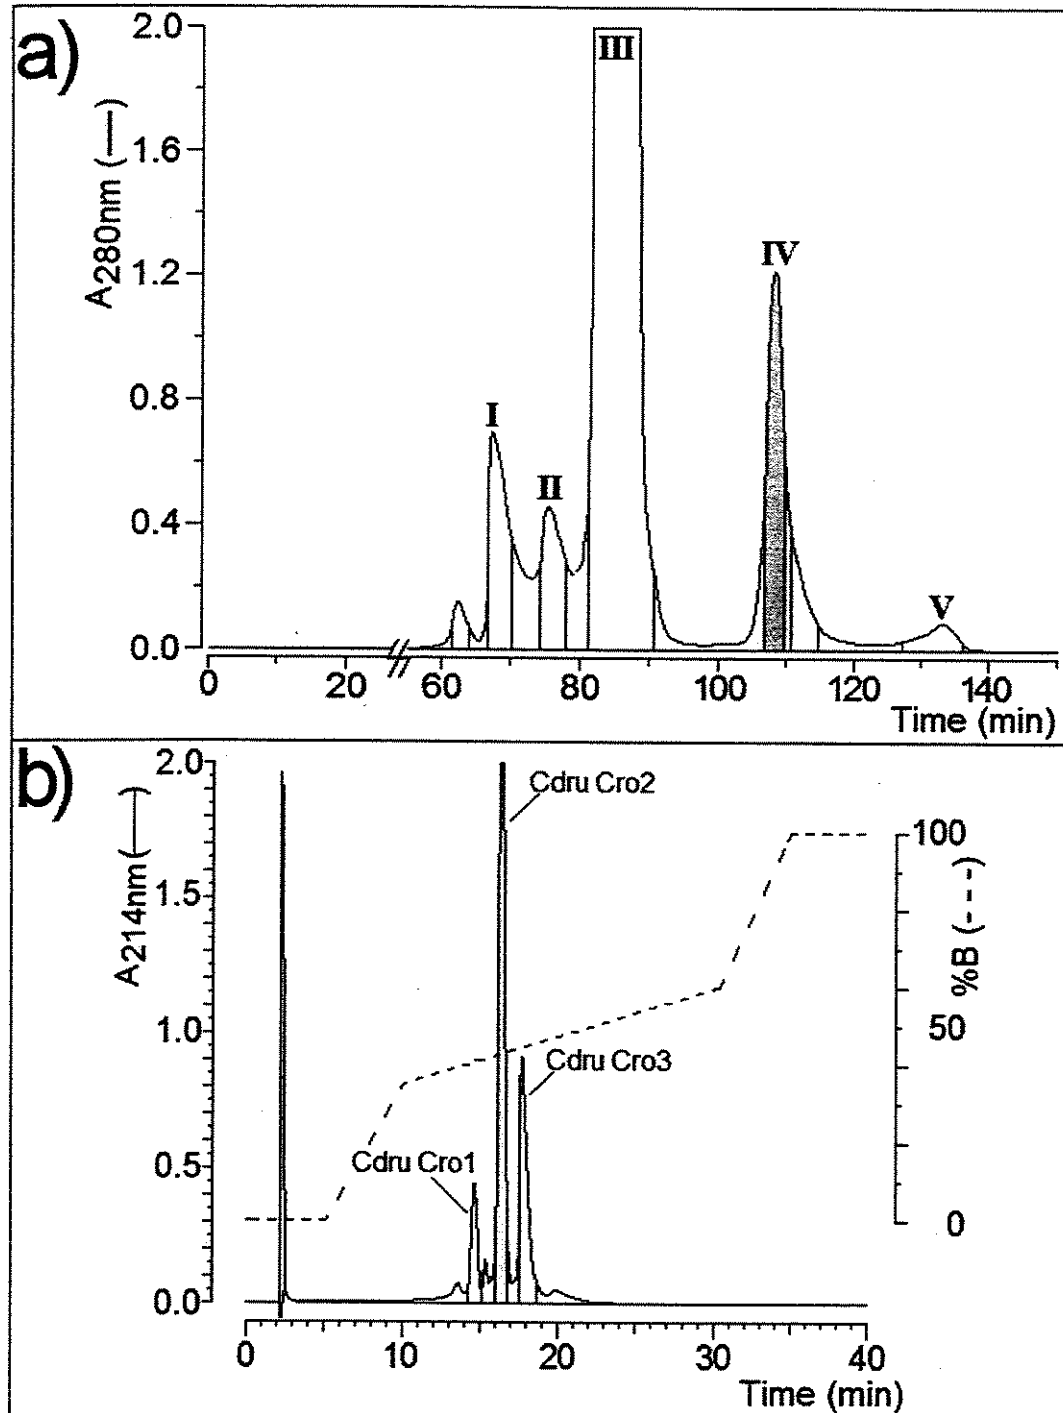 a)
2.0
1.6
1.2
0.8
0.4
0.0
A280nm (—)
I
II
III
IV
V
0 20 60 80 100 120 140
Time (min)
b)
2.0
1.5
1.0
0.5
0.0
A214nm (—)
Cdru Cro1
Cdru Cro2
Cdru Cro3
100
50
0
%B (---)
0 10 20 30 40
Time (min)